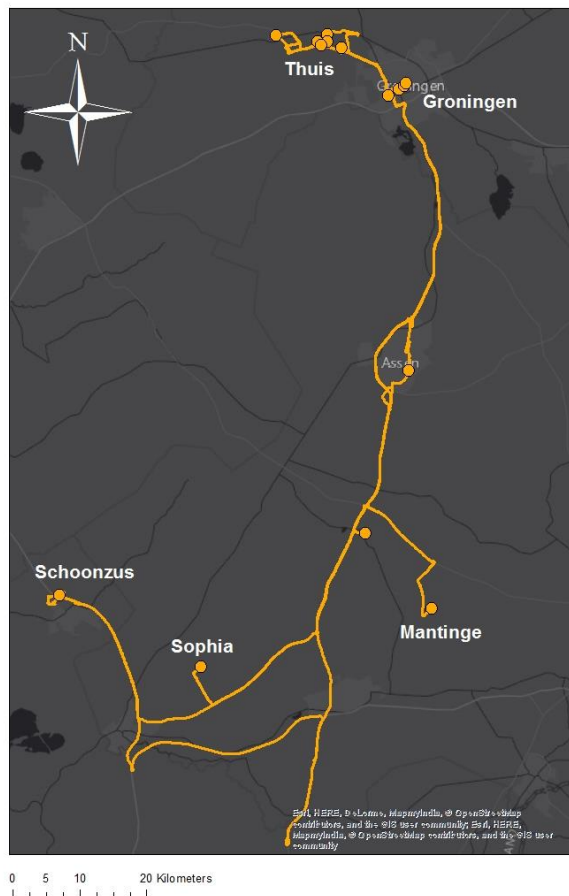 N
Thuis
Groningen
Groningen
Assen
Schoonzus
Sophia
Mantinge
Esri, HERE, DeLorme, MapmyIndia, © OpenStreetMap
contributors, and the GIS user community; Esri, HERE,
MapmyIndia, © OpenStreetMap contributors, and the GIS user
community
0 5 10 20 Kilometers